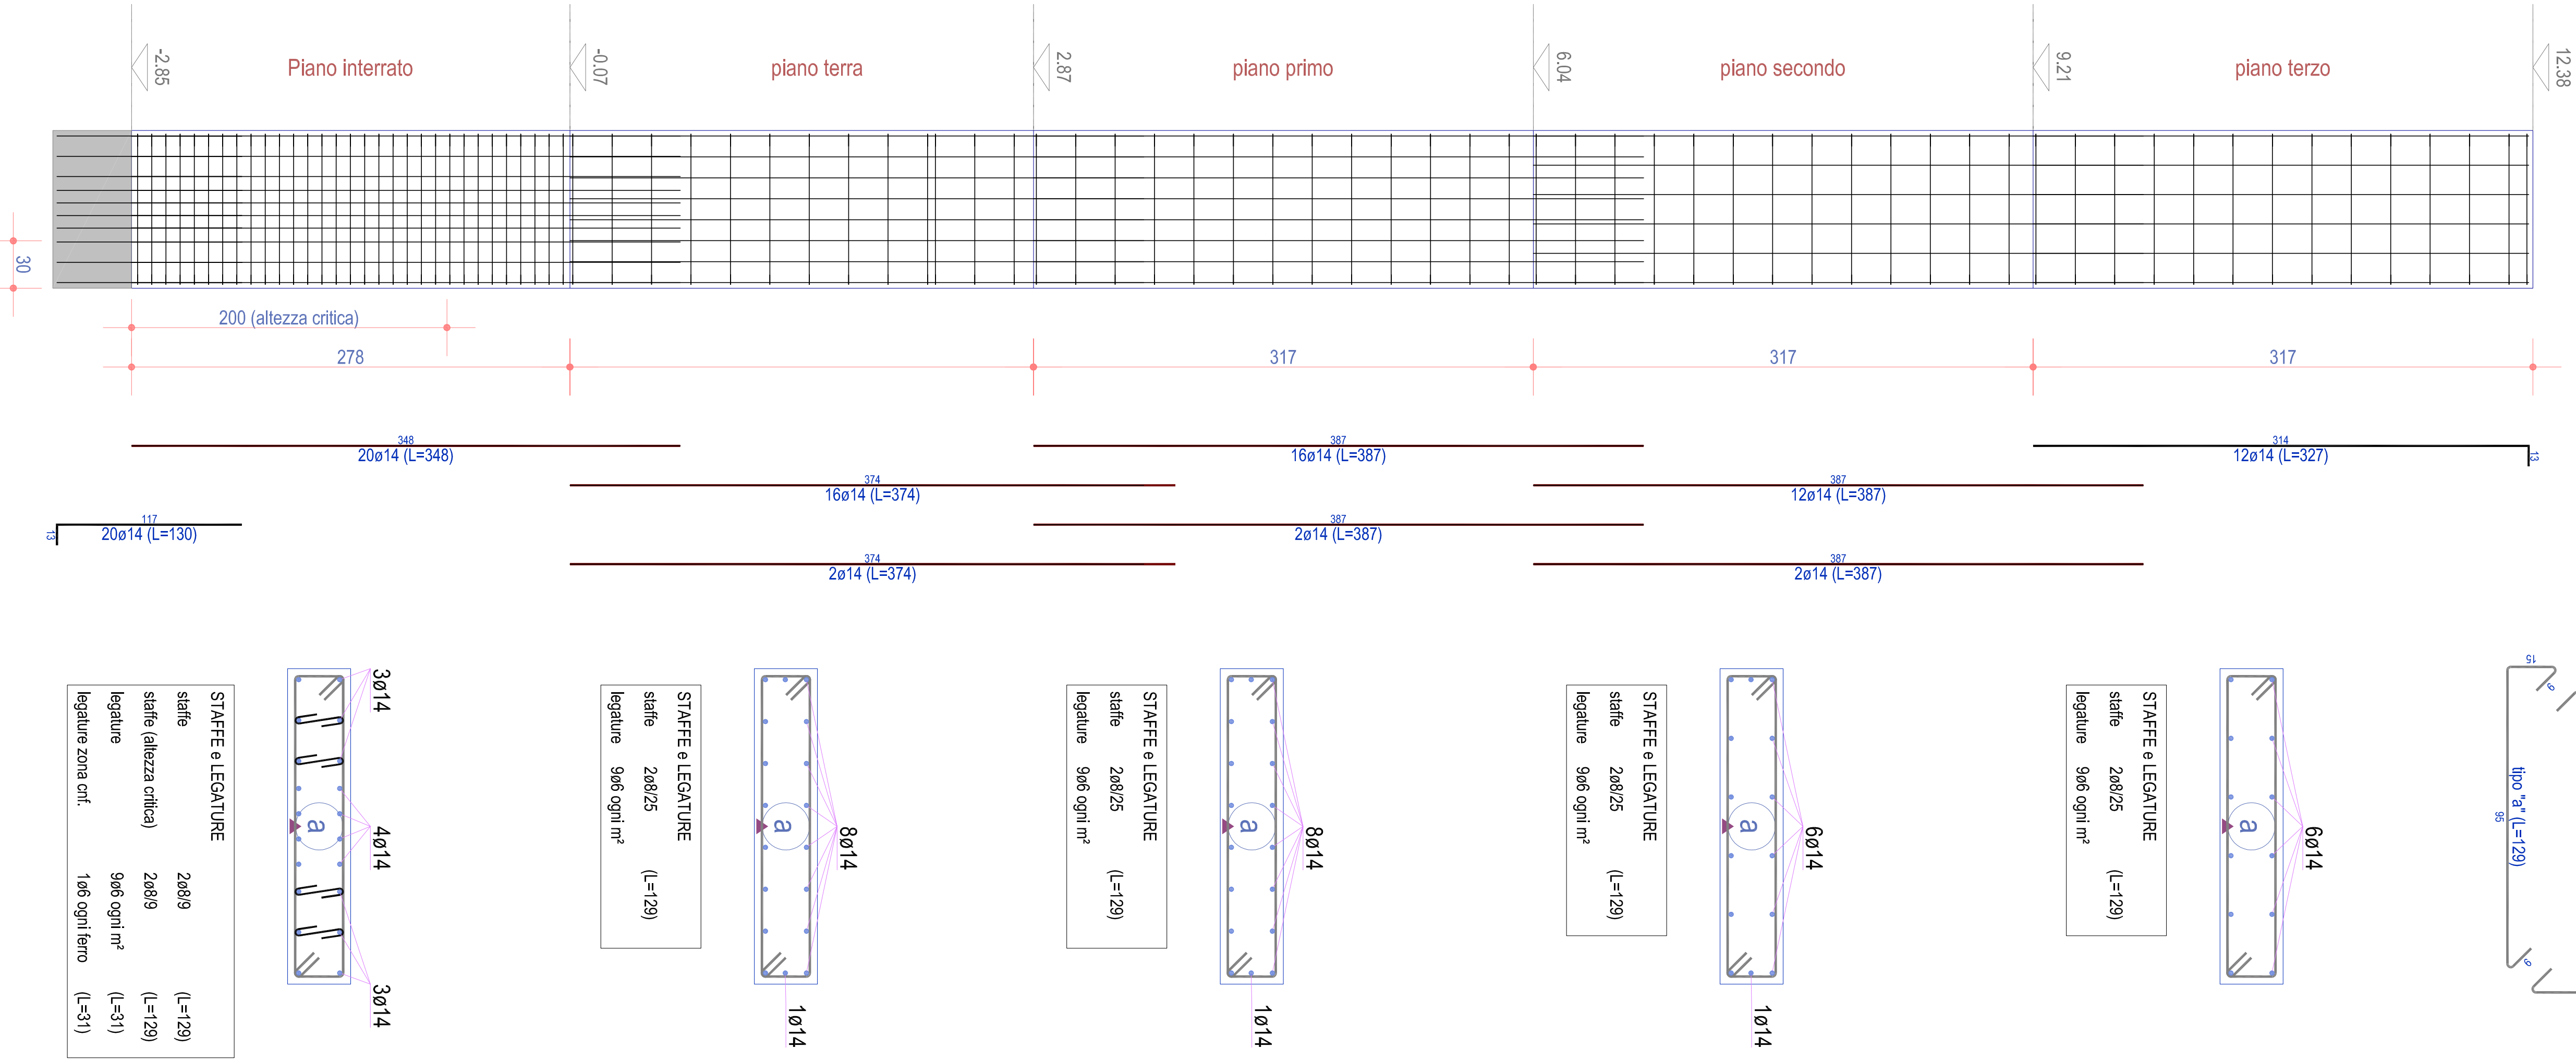 -2.85
Piano interrato
-0.07
piano terra
2.87
piano primo
6.04
piano secondo
9.21
piano terzo
12.38
30
200 (altezza critica)
278
317
317
317
348
20ø14 (L=348)
387
16ø14 (L=387)
314
12ø14 (L=327)
13
374
16ø14 (L=374)
387
12ø14 (L=387)
13
117
20ø14 (L=130)
387
2ø14 (L=387)
374
2ø14 (L=374)
387
2ø14 (L=387)
STAFFE e LEGATURE
staffe 2ø8/9 (L=129)
staffe (altezza critica) 2ø8/9 (L=129)
legature 9ø6 ogni m² (L=31)
legature zona cnf. 1ø6 ogni ferro (L=31)
3ø14
4ø14
3ø14
a
STAFFE e LEGATURE
staffe 2ø8/25 (L=129)
legature 9ø6 ogni m²
8ø14
a
1ø14
STAFFE e LEGATURE
staffe 2ø8/25 (L=129)
legature 9ø6 ogni m²
8ø14
a
1ø14
STAFFE e LEGATURE
staffe 2ø8/25 (L=129)
legature 9ø6 ogni m²
6ø14
a
1ø14
STAFFE e LEGATURE
staffe 2ø8/25 (L=129)
legature 9ø6 ogni m²
6ø14
a
15
9
tipo "a" (L=129)
95
9